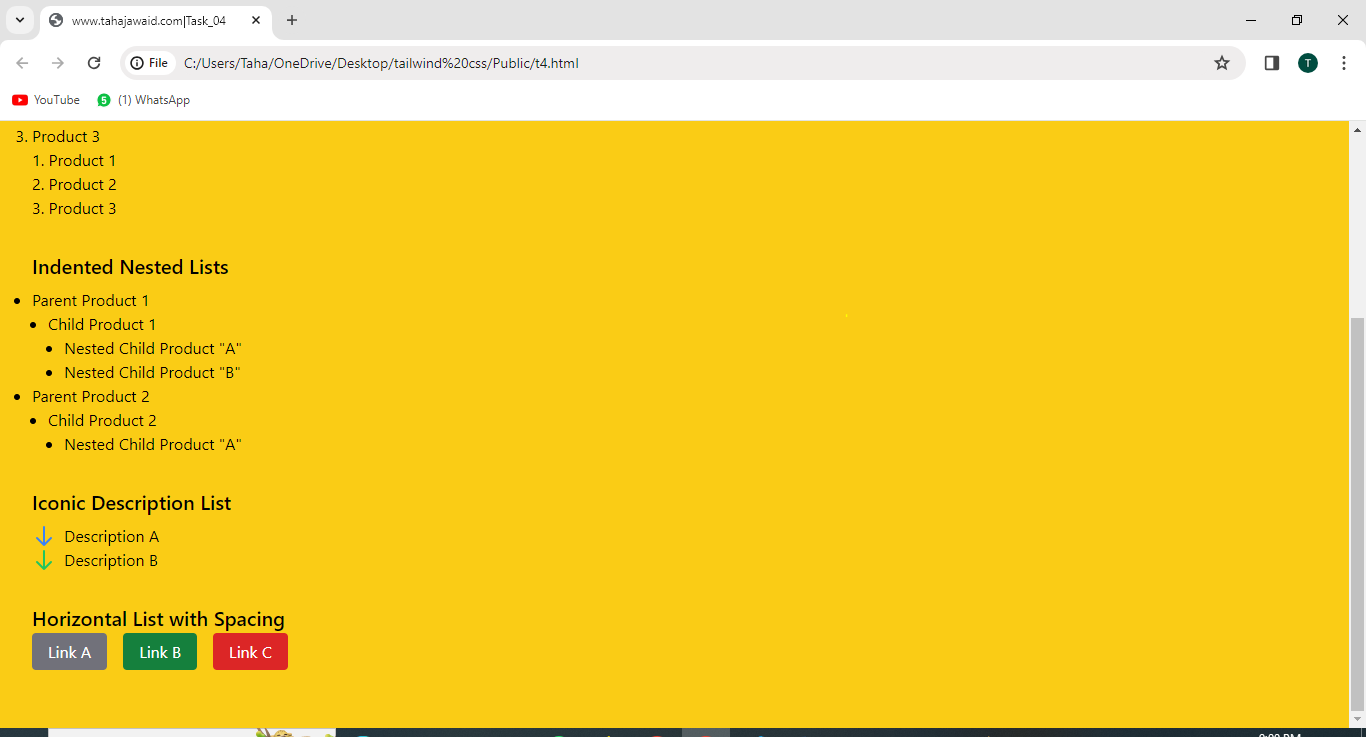 www.tahajawaid.com|Task_04
File C:/Users/Taha/OneDrive/Desktop/tailwind%20css/Public/t4.html T
YouTube 5 (1) WhatsApp
3. Product 3
1. Product 1
2. Product 2
3. Product 3
Indented Nested Lists
• Parent Product 1
• Child Product 1
• Nested Child Product "A"
• Nested Child Product "B"
• Parent Product 2
• Child Product 2
• Nested Child Product "A"
Iconic Description List
Description A
Description B
Horizontal List with Spacing
Link A Link B Link C